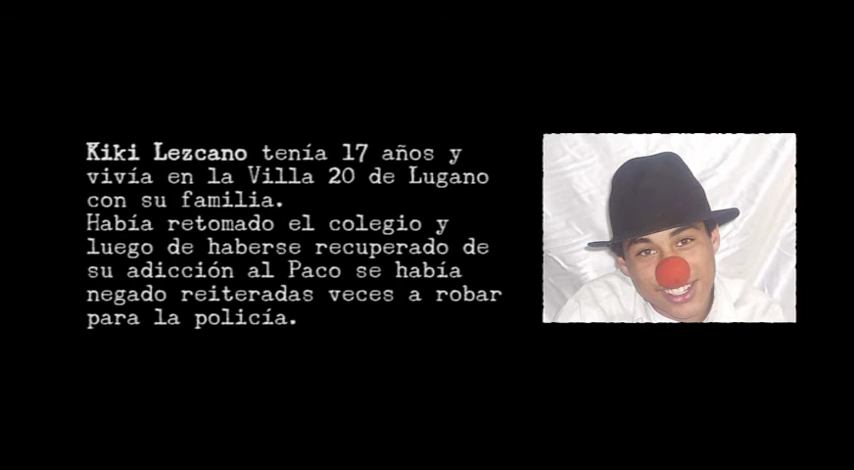 Kiki Lezcano tenía 17 años y
vivía en la Villa 20 de Lugano
con su familia.
Había retomado el colegio y
luego de haberse recuperado de
su adicción al Paco se había
negado reiteradas veces a robar
para la policía.